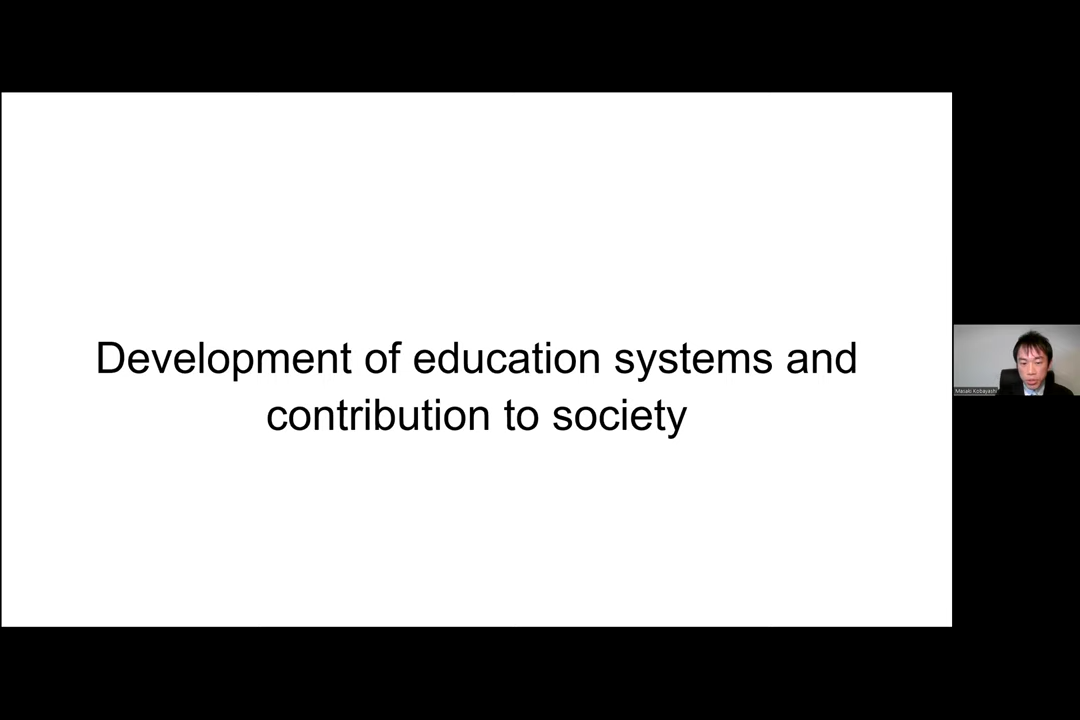 Development of education systems and
contribution to society
Masaki Kobayashi